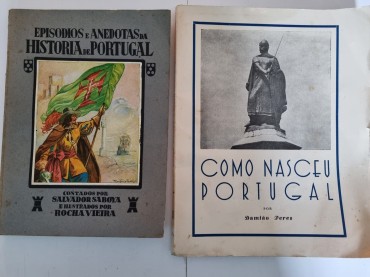 EPISODIOS E ANEDOTAS DA
HISTORIA DE PORTUGAL
CONTADOS POR
SALVADOR SABOYA
E ILUSTRADOS POR
ROCHA VIEIRA
COMO NASCEU
PORTUGAL
POR
Damião Peres